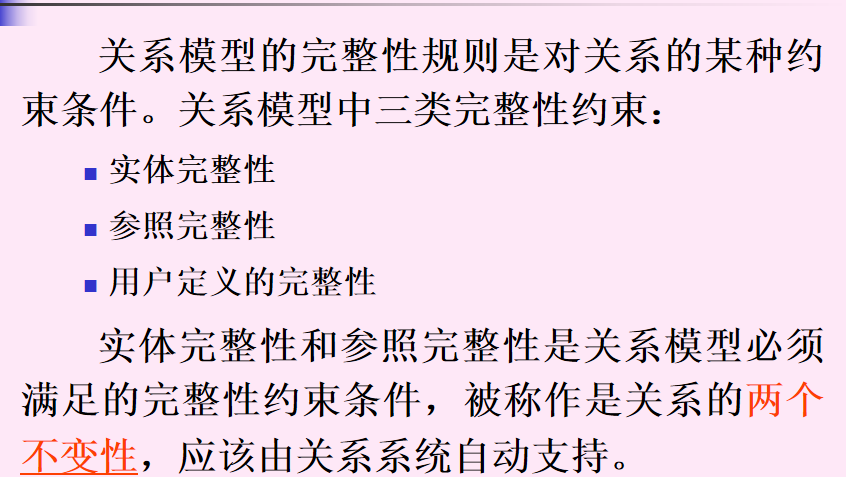 关系模型的完整性规则是对关系的某种约
束条件。关系模型中三类完整性约束：
实体完整性
参照完整性
用户定义的完整性
实体完整性和参照完整性是关系模型必须
满足的完整性约束条件，被称作是关系的两个
不变性，应该由关系系统自动支持。